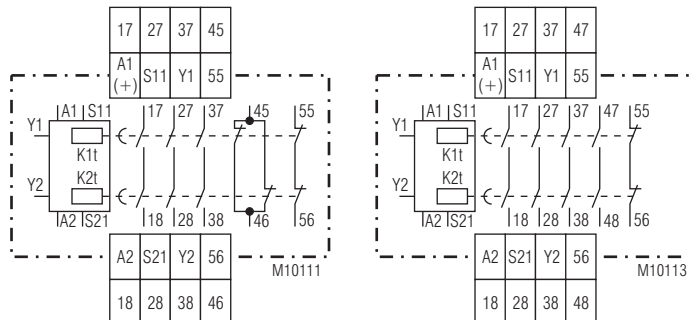 17 27 37 45
A1 (+) S11 Y1 55
A1 S11 17 27 37 45 55
Y1
K1t
K2t
Y2
A2 S21 18 28 38 46 56
A2 S21 Y2 56
M10111
18 28 38 46
17 27 37 47
A1 (+) S11 Y1 55
A1 S11 17 27 37 47 55
Y1
K1t
K2t
Y2
A2 S21 18 28 38 48 56
A2 S21 Y2 56
M10113
18 28 38 48